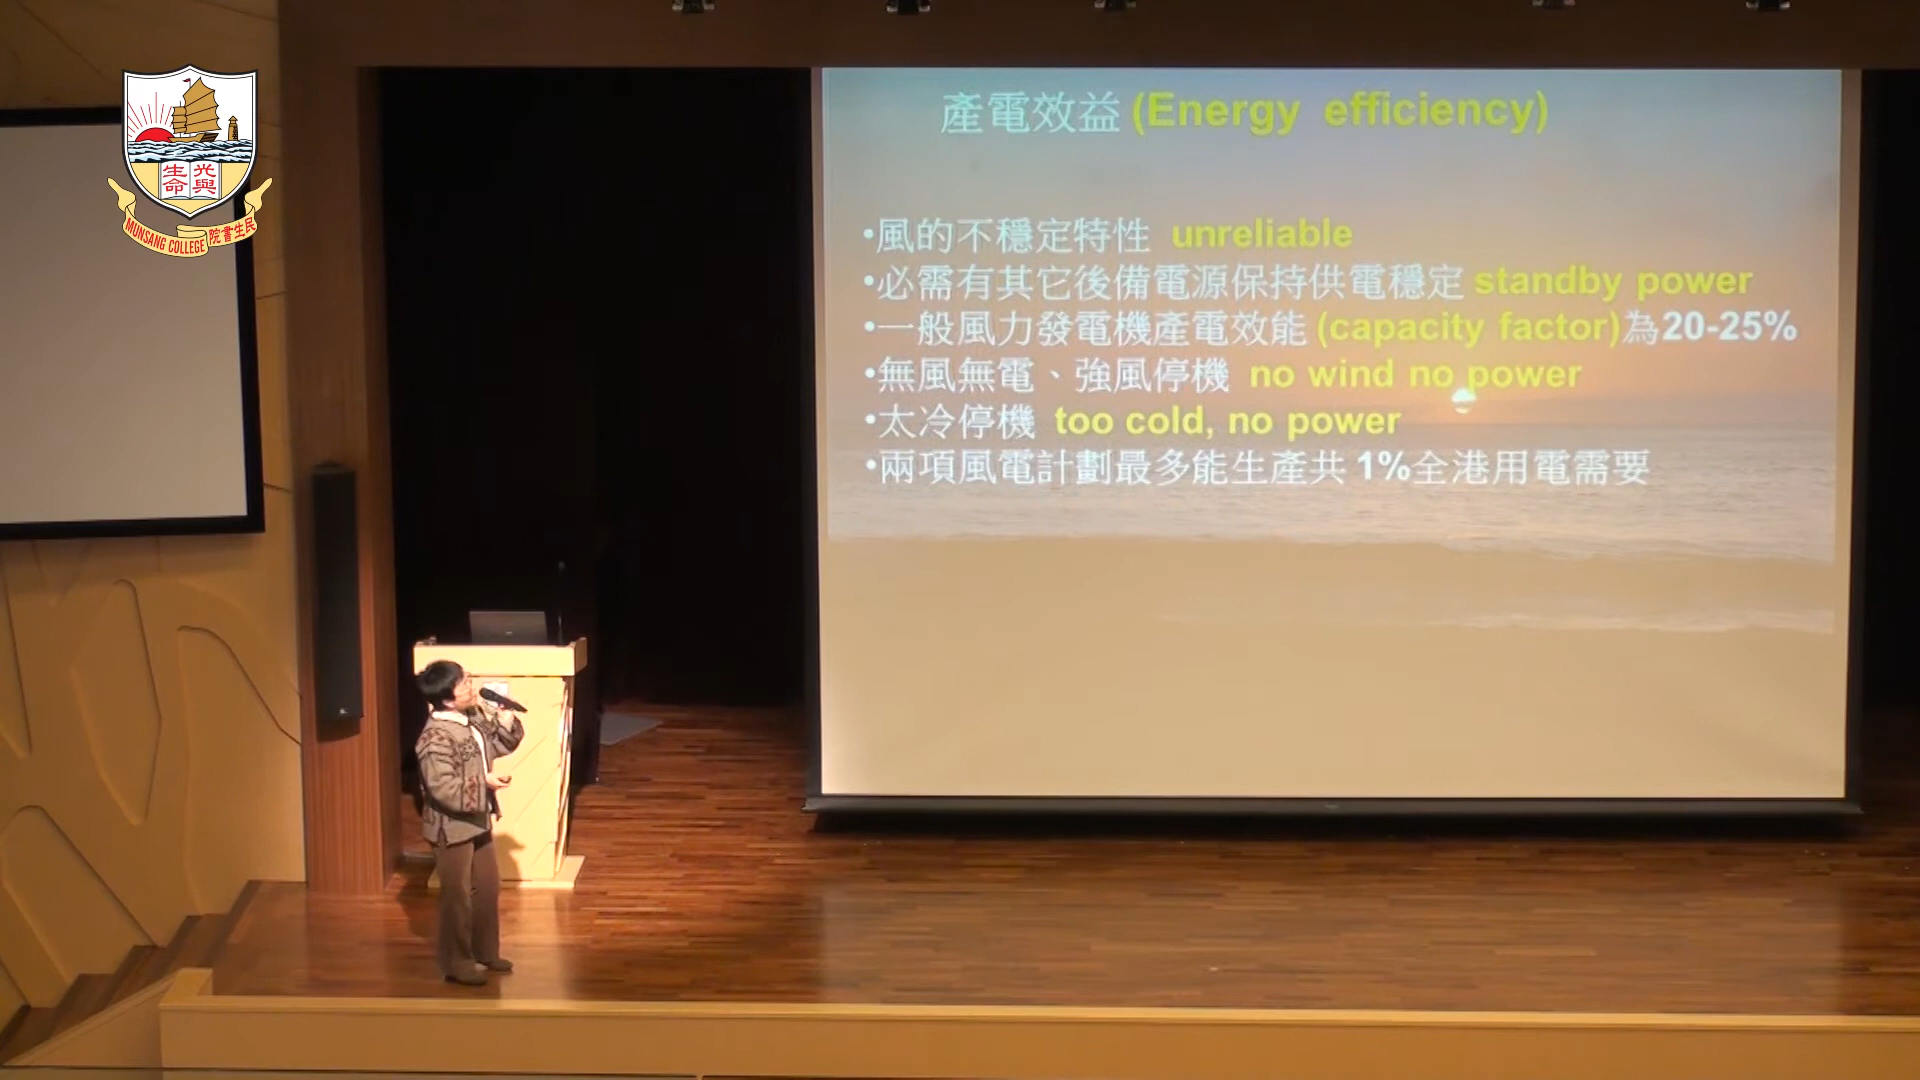 生命 光與
MUNSANG COLLEGE 院書生民
產電效益 (Energy efficiency)
•風的不穩定特性 unreliable
•必需有其它後備電源保持供電穩定 standby power
•一般風力發電機產電效能 (capacity factor)為20-25%
•無風無電、強風停機 no wind no power
•太冷停機 too cold, no power
•兩項風電計劃最多能生產共 1%全港用電需要